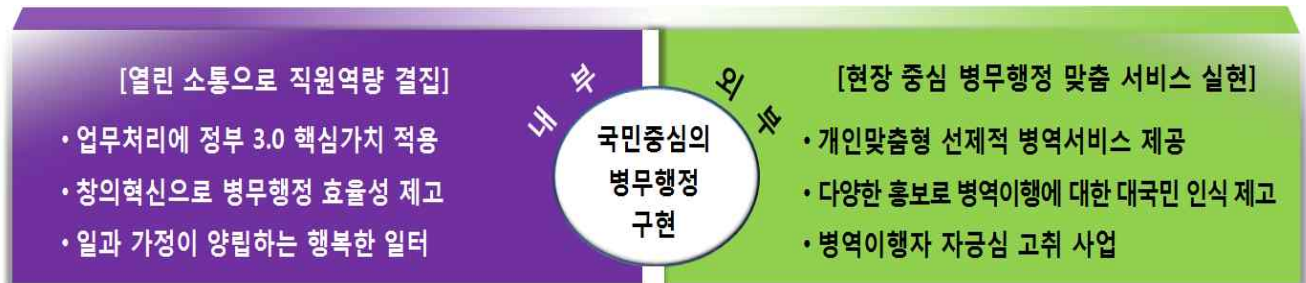 [열린 소통으로 직원역량 결집]
• 업무처리에 정부 3.0 핵심가치 적용
• 창의혁신으로 병무행정 효율성 제고
• 일과 가정이 양립하는 행복한 일터
내부
국민중심의
병무행정
구현
외부
[현장 중심 병무행정 맞춤 서비스 실현]
• 개인맞춤형 선제적 병역서비스 제공
• 다양한 홍보로 병역이행에 대한 대국민 인식 제고
• 병역이행자 자긍심 고취 사업